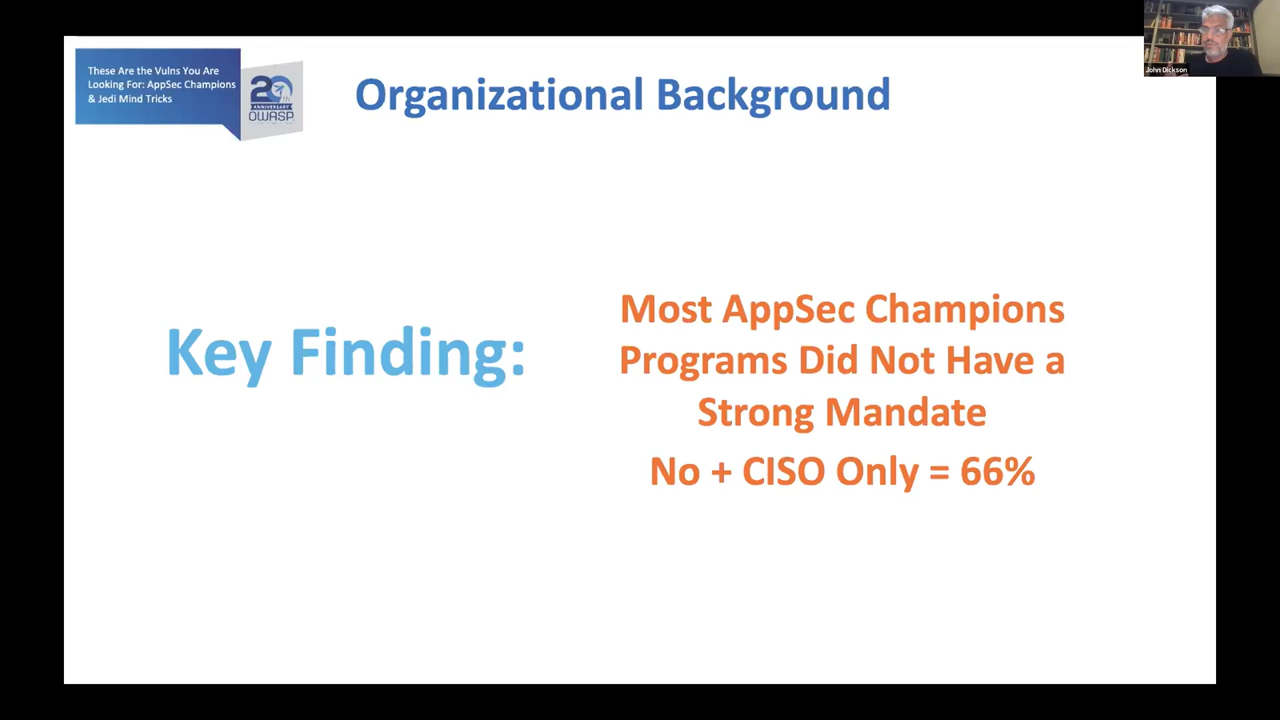 These Are the Vulns You Are
Looking For: AppSec Champions
& Jedi Mind Tricks
20th
ANNIVERSARY
OWASP
Organizational Background
John Dickson
Key Finding:
Most AppSec Champions
Programs Did Not Have a
Strong Mandate
No + CISO Only = 66%